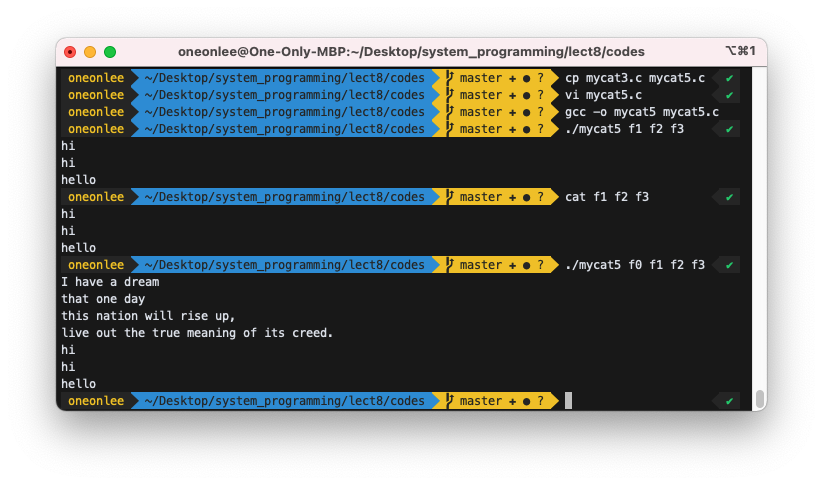 oneonlee@One-Only-MBP:~/Desktop/system_programming/lect8/codes ⌥⌘1
oneonlee ~/Desktop/system_programming/lect8/codes master + ● ? cp mycat3.c mycat5.c ✔
oneonlee ~/Desktop/system_programming/lect8/codes master + ● ? vi mycat5.c ✔
oneonlee ~/Desktop/system_programming/lect8/codes master + ● ? gcc -o mycat5 mycat5.c
oneonlee ~/Desktop/system_programming/lect8/codes master + ● ? ./mycat5 f1 f2 f3 ✔
hi
hi
hello
oneonlee ~/Desktop/system_programming/lect8/codes master + ● ? cat f1 f2 f3 ✔
hi
hi
hello
oneonlee ~/Desktop/system_programming/lect8/codes master + ● ? ./mycat5 f0 f1 f2 f3 ✔
I have a dream
that one day
this nation will rise up,
live out the true meaning of its creed.
hi
hi
hello
oneonlee ~/Desktop/system_programming/lect8/codes master + ● ? ✔